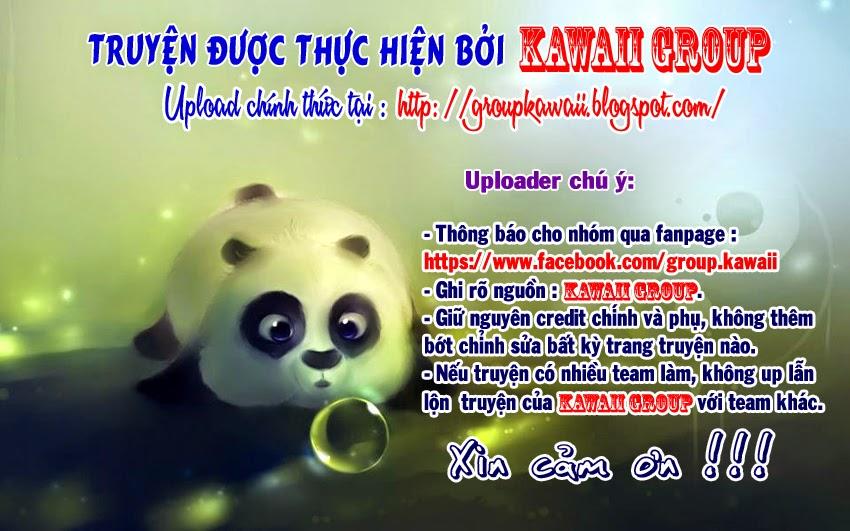 TRUYỆN ĐƯỢC THỰC HIỆN BỞI KAWAII GROUP
Upload chính thức tại : http://groupkawaii.blogspot.com/
Uploader chú ý:
- Thông báo cho nhóm qua fanpage :
https://www.facebook.com/group.kawaii
- Ghi rõ nguồn : KAWAII GROUP.
- Giữ nguyên credit chính và phụ, không thêm
bớt chỉnh sửa bất kỳ trang truyện nào.
- Nếu truyện có nhiều team làm, không up lẫn
lộn truyện của KAWAII GROUP với team khác.
Xin cảm ơn !!!